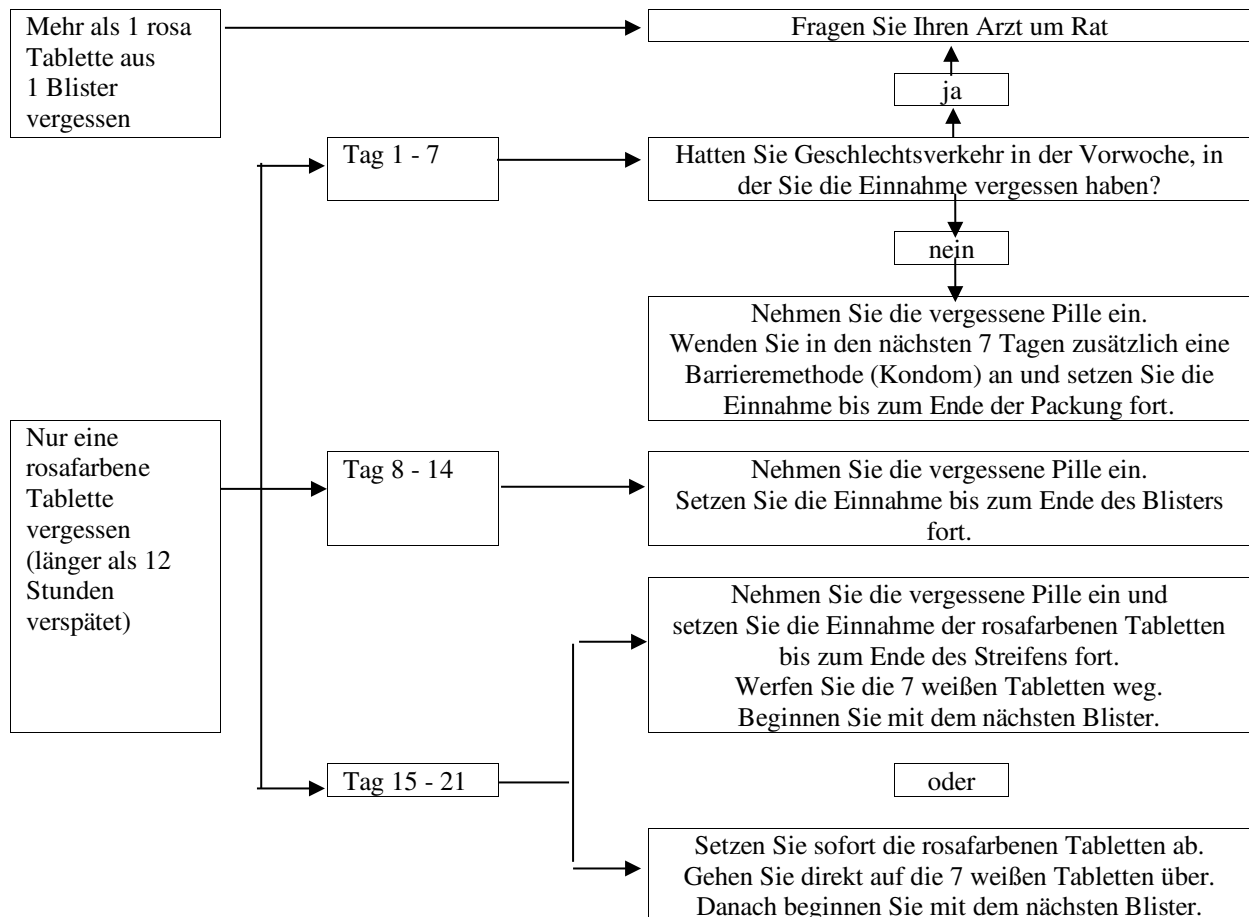 Mehr als 1 rosa
Tablette aus
1 Blister
vergessen
Fragen Sie Ihren Arzt um Rat
ja
Tag 1 - 7
Hatten Sie Geschlechtsverkehr in der Vorwoche, in
der Sie die Einnahme vergessen haben?
nein
Nehmen Sie die vergessene Pille ein.
Wenden Sie in den nächsten 7 Tagen zusätzlich eine
Barrieremethode (Kondom) an und setzen Sie die
Einnahme bis zum Ende der Packung fort.
Nur eine
rosafarbene
Tablette
vergessen
(länger als 12
Stunden
verspätet)
Tag 8 - 14
Nehmen Sie die vergessene Pille ein.
Setzen Sie die Einnahme bis zum Ende des Blisters
fort.
Nehmen Sie die vergessene Pille ein und
setzen Sie die Einnahme der rosafarbenen Tabletten
bis zum Ende des Streifens fort.
Werfen Sie die 7 weißen Tabletten weg.
Beginnen Sie mit dem nächsten Blister.
Tag 15 - 21
oder
Setzen Sie sofort die rosafarbenen Tabletten ab.
Gehen Sie direkt auf die 7 weißen Tabletten über.
Danach beginnen Sie mit dem nächsten Blister.